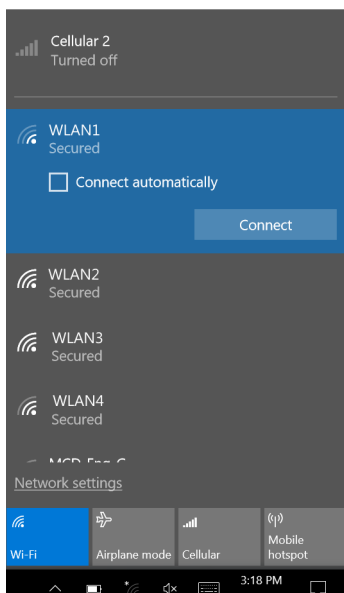 Cellular 2
Turned off
WLAN1
Secured
Connect automatically
Connect
WLAN2
Secured
WLAN3
Secured
WLAN4
Secured
Network settings
Wi-Fi
Airplane mode
Cellular
Mobile
hotspot
3:18 PM